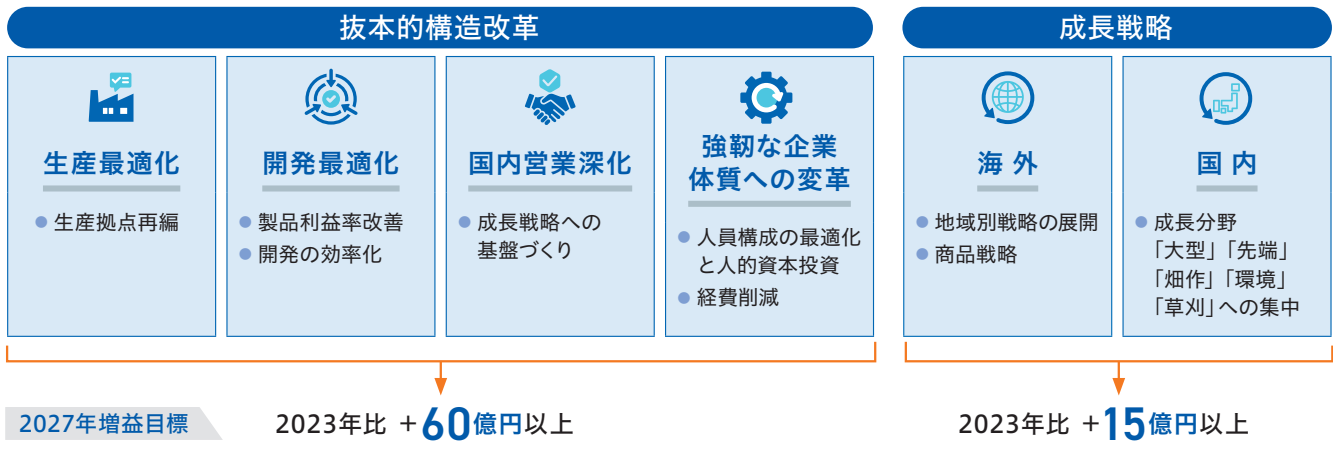 抜本的構造改革
生産最適化
● 生産拠点再編
開発最適化
● 製品利益率改善
● 開発の効率化
国内営業深化
● 成長戦略への
基盤づくり
強靭な企業
体質への変革
● 人員構成の最適化
と人的資本投資
● 経費削減
成長戦略
海 外
● 地域別戦略の展開
● 商品戦略
国 内
● 成長分野
「大型」「先端」
「畑作」「環境」
「草刈」への集中
2027年増益目標
2023年比 +60億円以上
2023年比 +15億円以上